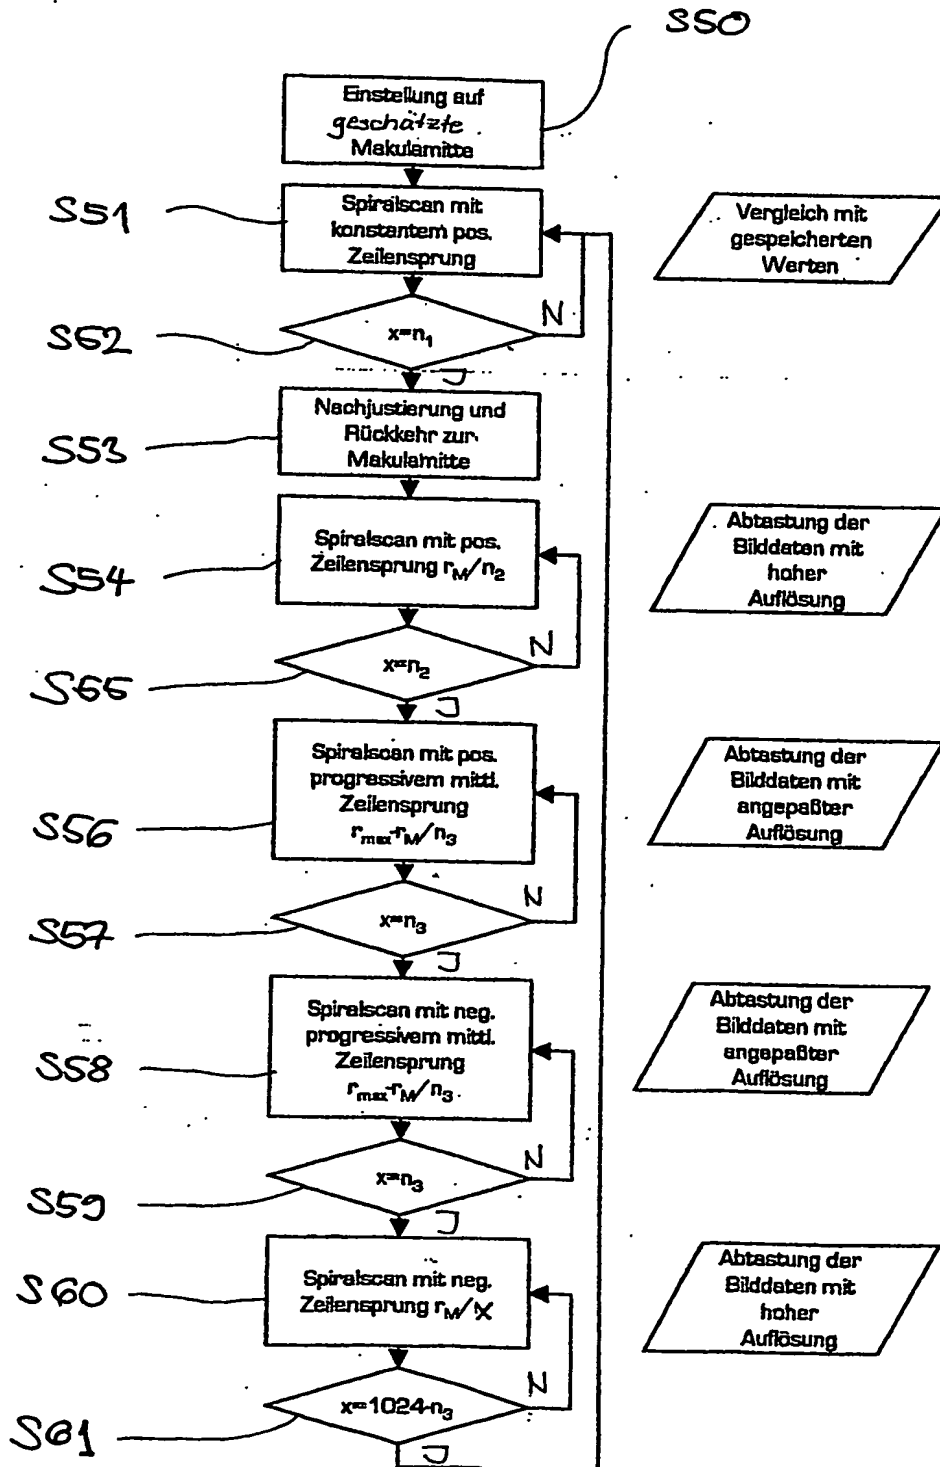 S50
Einstellung auf
geschätzte
Makulamitte
S51
Spiralscan mit
konstantem pos.
Zeilensprung
Vergleich mit
gespeicherten
Werten
S52
x=n1
N
J
S53
Nachjustierung und
Rückkehr zur
Makulamitte
S54
Spiralscan mit pos.
Zeilensprung rM/n2
Abtastung der
Bilddaten mit
hoher
Auflösung
S55
x=n2
N
J
S56
Spiralscan mit pos.
progressivem mittl.
Zeilensprung
rmax-rM/n3
Abtastung der
Bilddaten mit
angepaßter
Auflösung
S57
x=n3
N
J
S58
Spiralscan mit neg.
progressivem mittl.
Zeilensprung
rmax-rM/n3
Abtastung der
Bilddaten mit
angepaßter
Auflösung
S59
x=n3
N
J
S60
Spiralscan mit neg.
Zeilensprung rM/x
Abtastung der
Bilddaten mit
hoher
Auflösung
S61
x=1024-n3
N
J